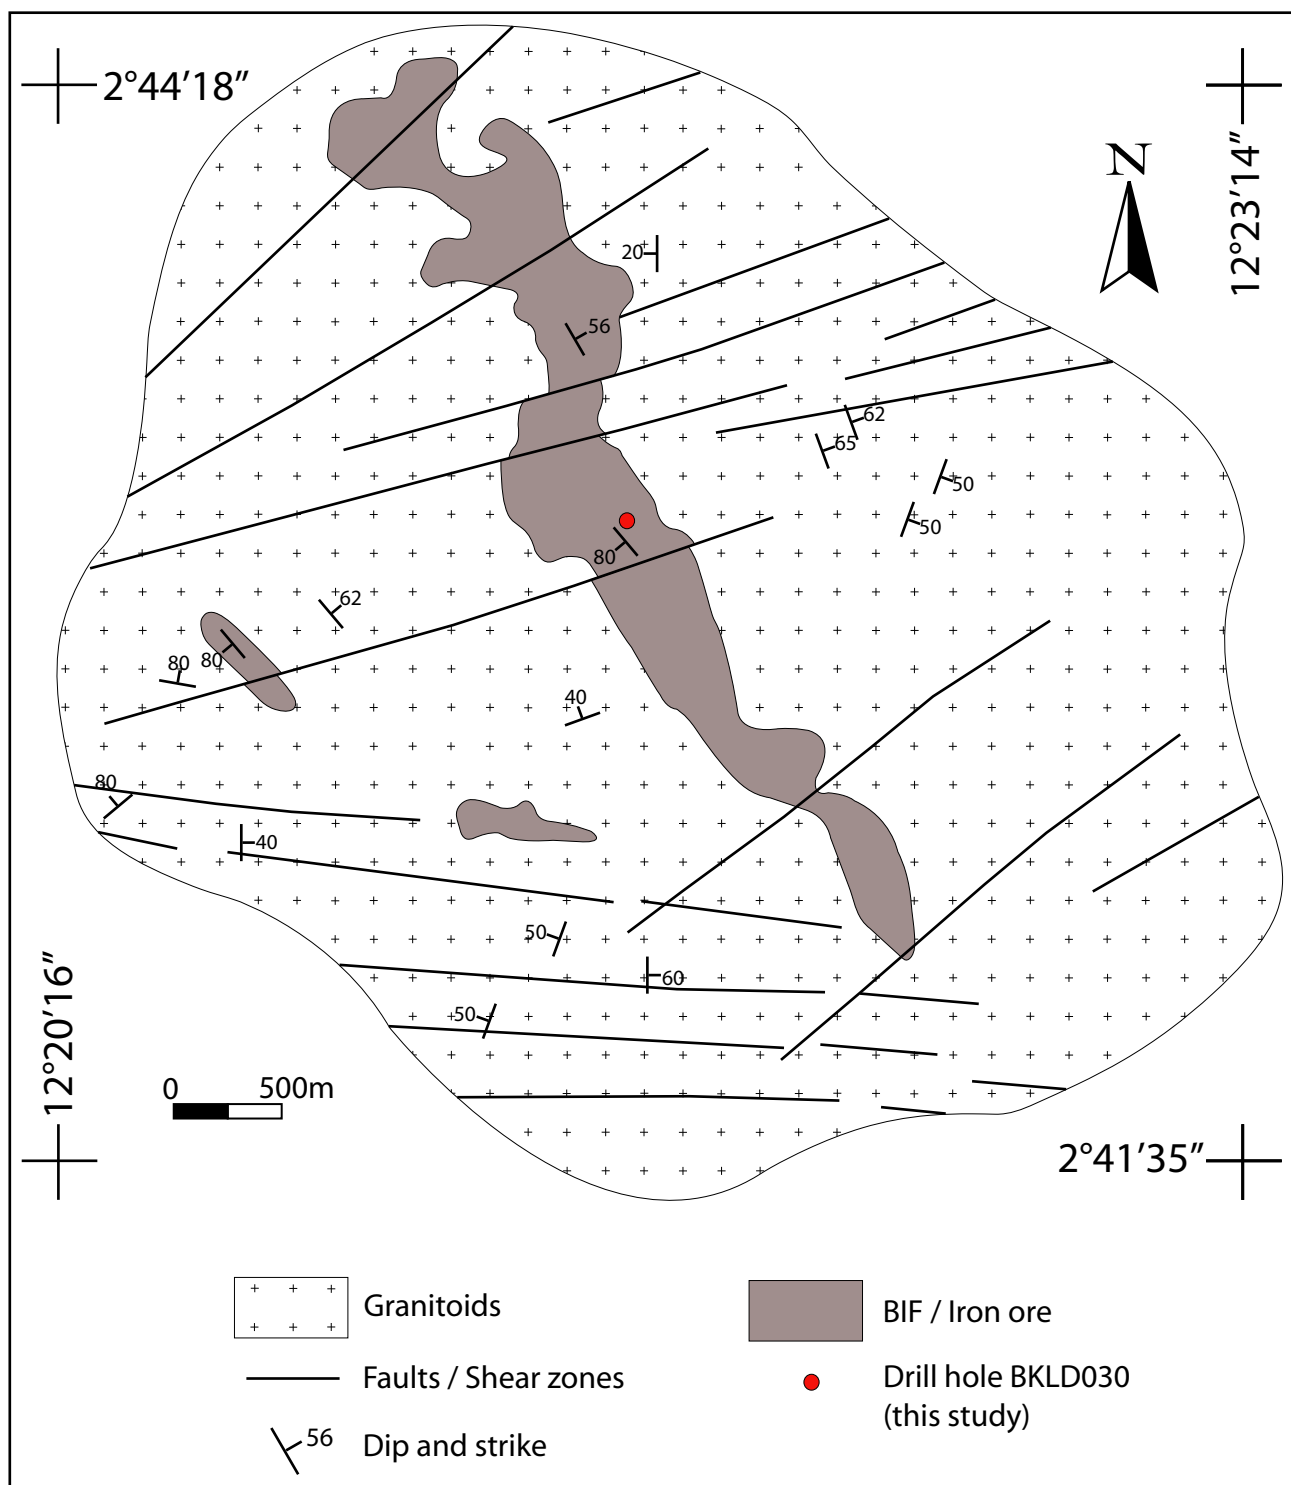 2°44’18”
N
12°23’14”
20
56
62
65
50
50
80
62
80
80
40
80
40
50
60
50
12°20’16”
0 500m
2°41’35”
Granitoids
BIF / Iron ore
Faults / Shear zones
Drill hole BKLD030
(this study)
56
Dip and strike